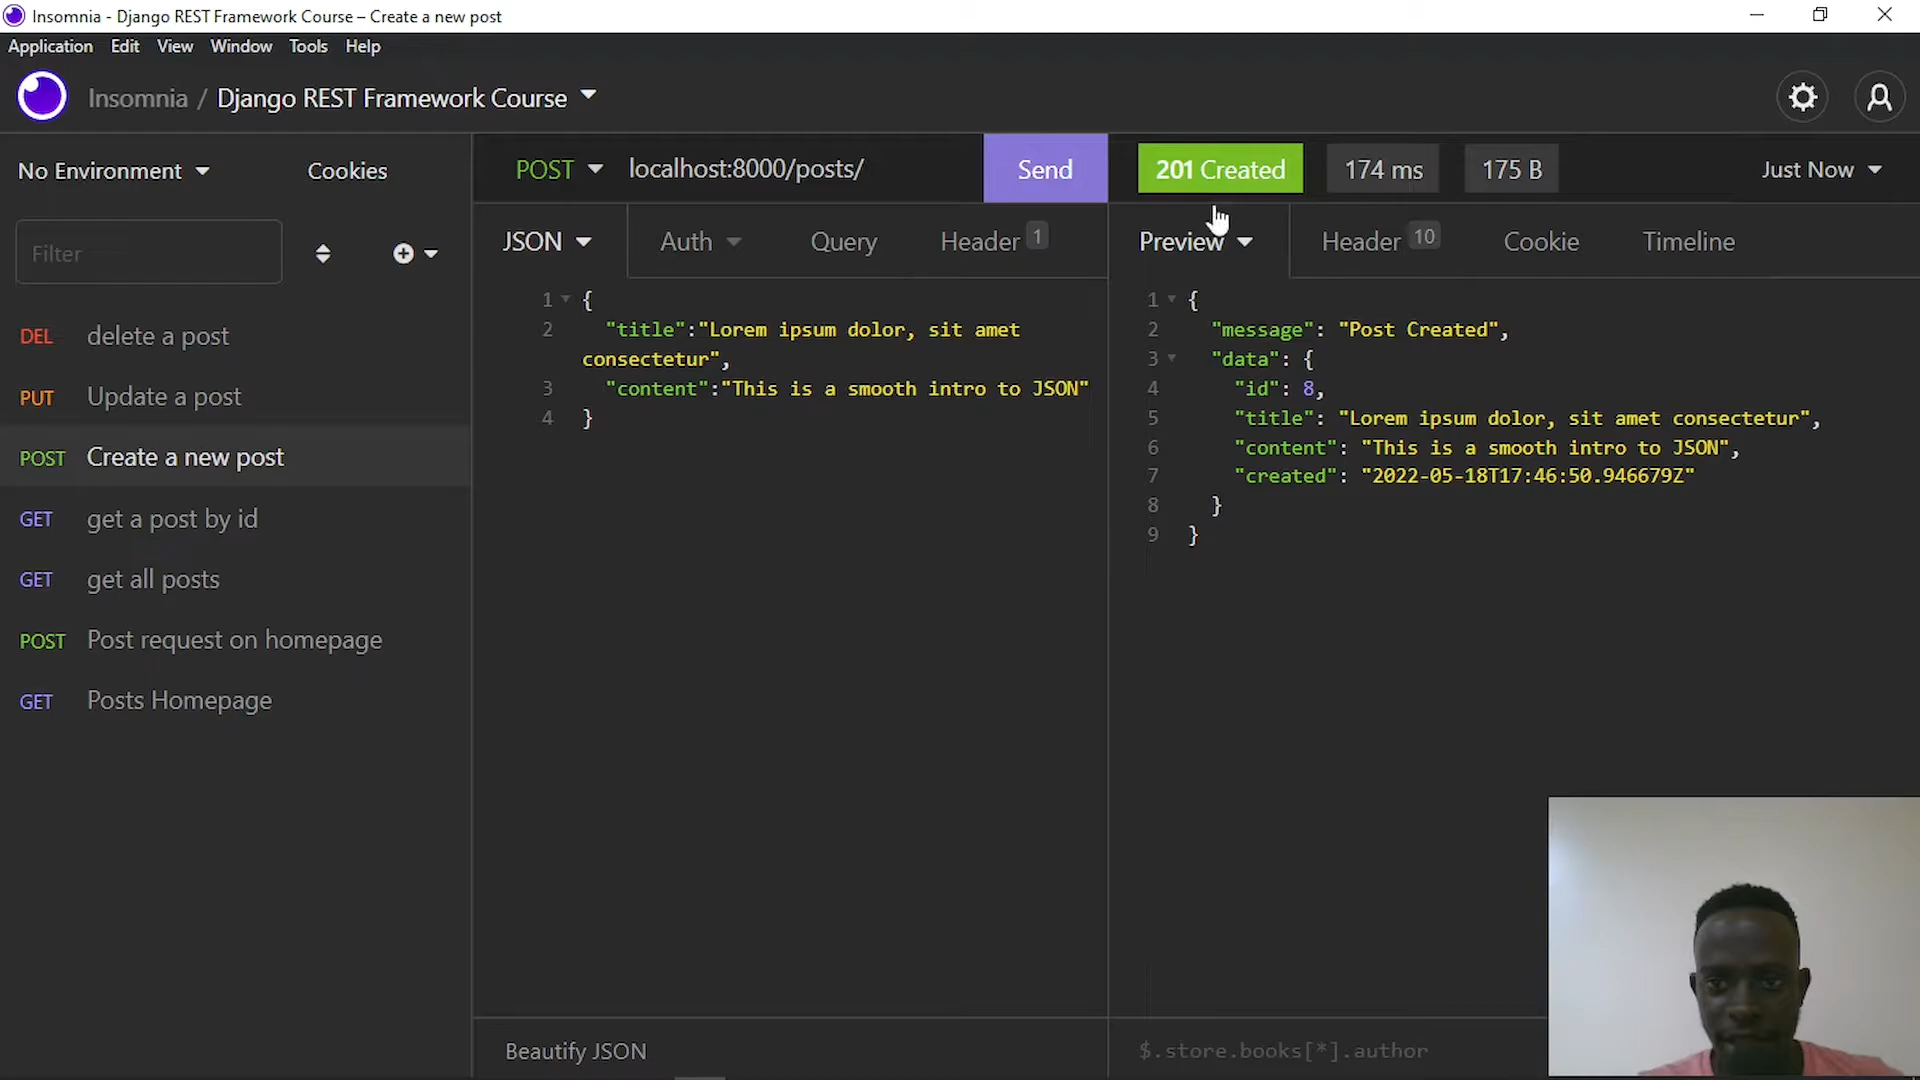 Insomnia - Django REST Framework Course – Create a new post
Application Edit View Window Tools Help
Insomnia / Django REST Framework Course
No Environment Cookies
POST localhost:8000/posts/ Send
201 Created 174 ms 175 B Just Now
Filter
JSON Auth Query Header 1
Preview Header 10 Cookie Timeline
DEL delete a post
PUT Update a post
POST Create a new post
GET get a post by id
GET get all posts
POST Post request on homepage
GET Posts Homepage
1 {
2 "title":"Lorem ipsum dolor, sit amet
consectetur",
3 "content":"This is a smooth intro to JSON"
4 }
1 {
2 "message": "Post Created",
3 "data": {
4 "id": 8,
5 "title": "Lorem ipsum dolor, sit amet consectetur",
6 "content": "This is a smooth intro to JSON",
7 "created": "2022-05-18T17:46:50.946679Z"
8 }
9 }
Beautify JSON
$.store.books[*].author